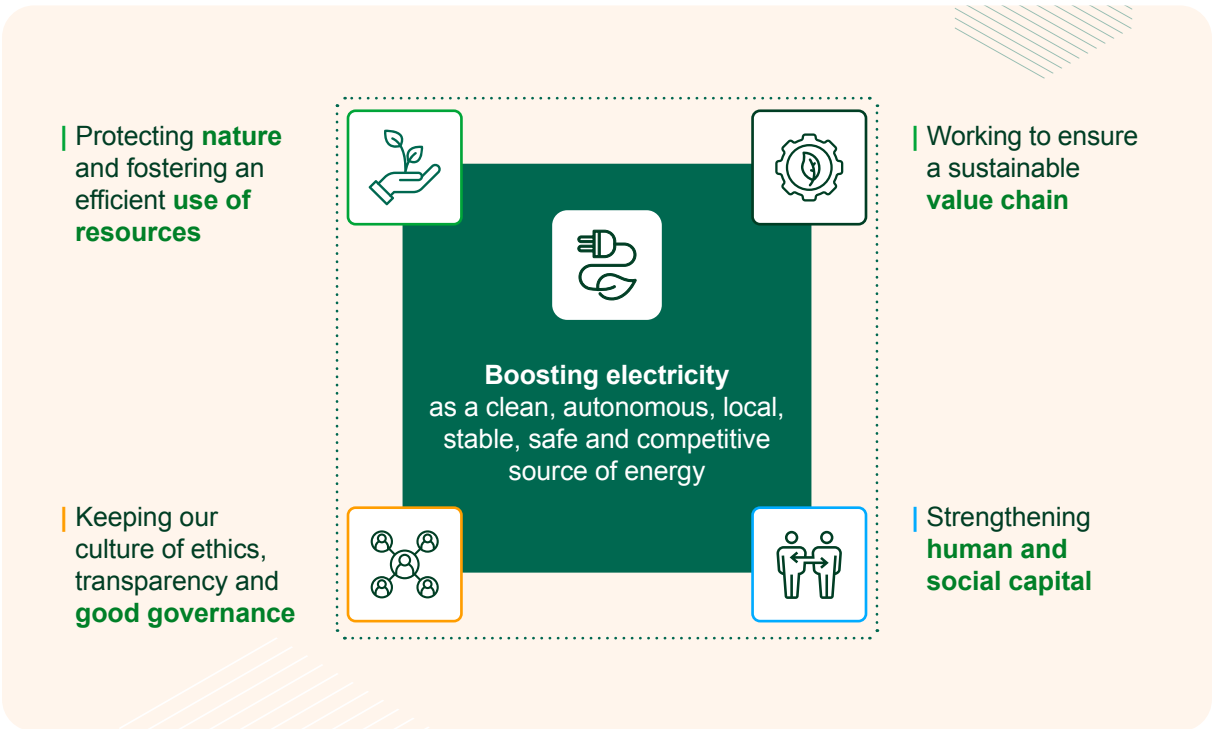 Protecting nature
and fostering an
efficient use of
resources
Working to ensure
a sustainable
value chain
Boosting electricity
as a clean, autonomous, local,
stable, safe and competitive
source of energy
Keeping our
culture of ethics,
transparency and
good governance
Strengthening
human and
social capital